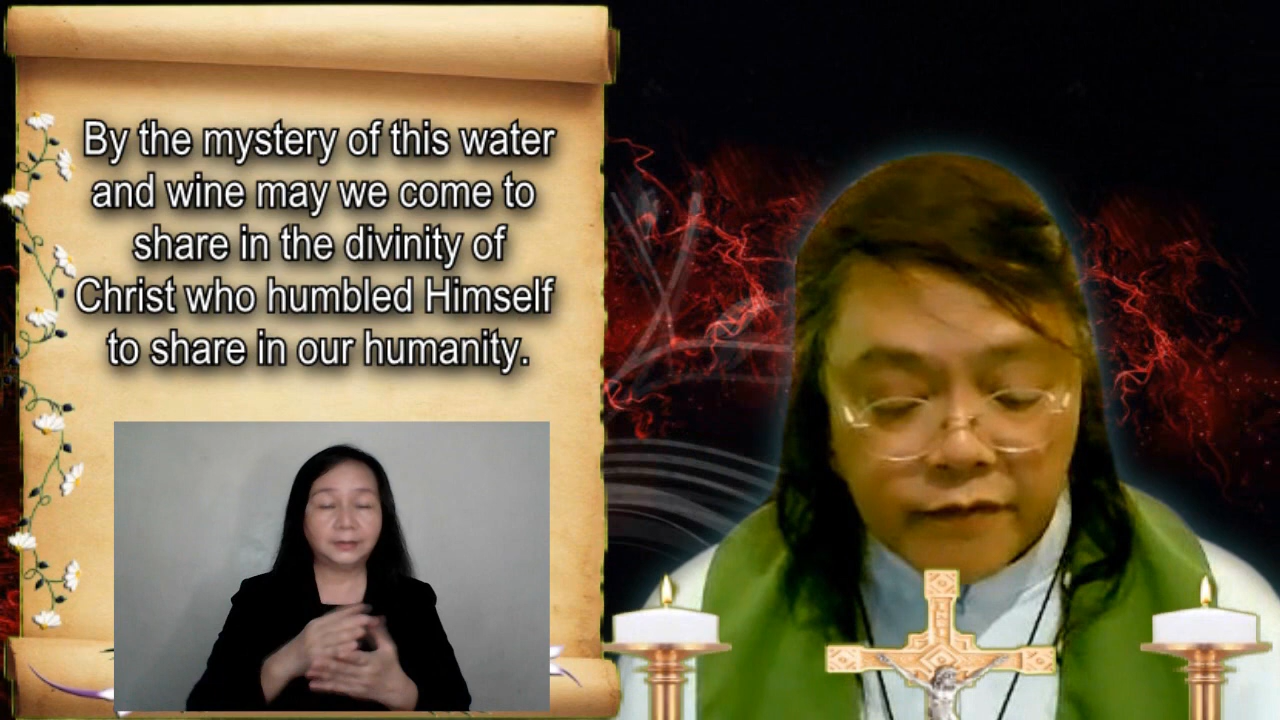 By the mystery of this water
and wine may we come to
share in the divinity of
Christ who humbled Himself
to share in our humanity.
INRI